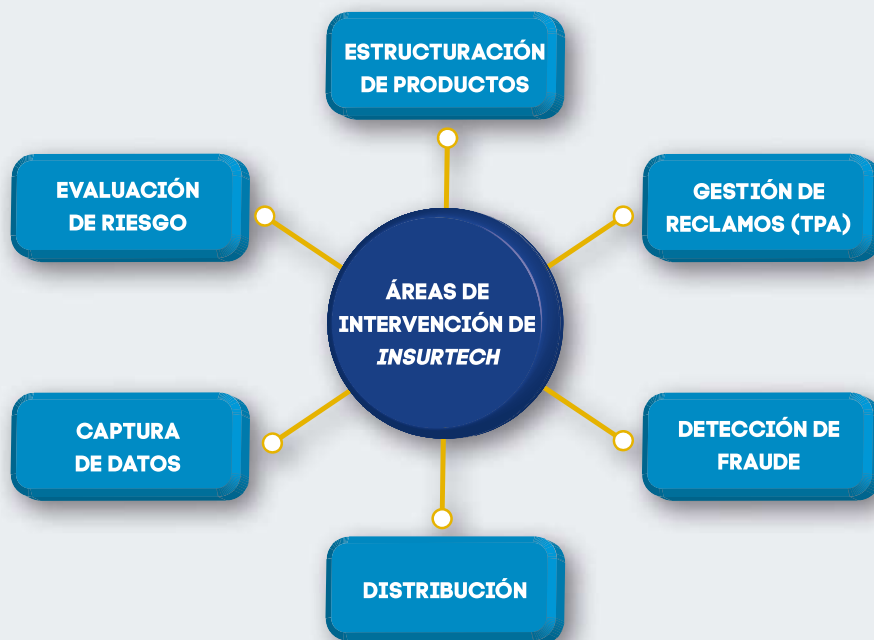 ESTRUCTURACIÓN
DE PRODUCTOS
EVALUACIÓN
DE RIESGO
GESTIÓN DE
RECLAMOS (TPA)
ÁREAS DE
INTERVENCIÓN DE
INSURTECH
CAPTURA
DE DATOS
DETECCIÓN DE
FRAUDE
DISTRIBUCIÓN